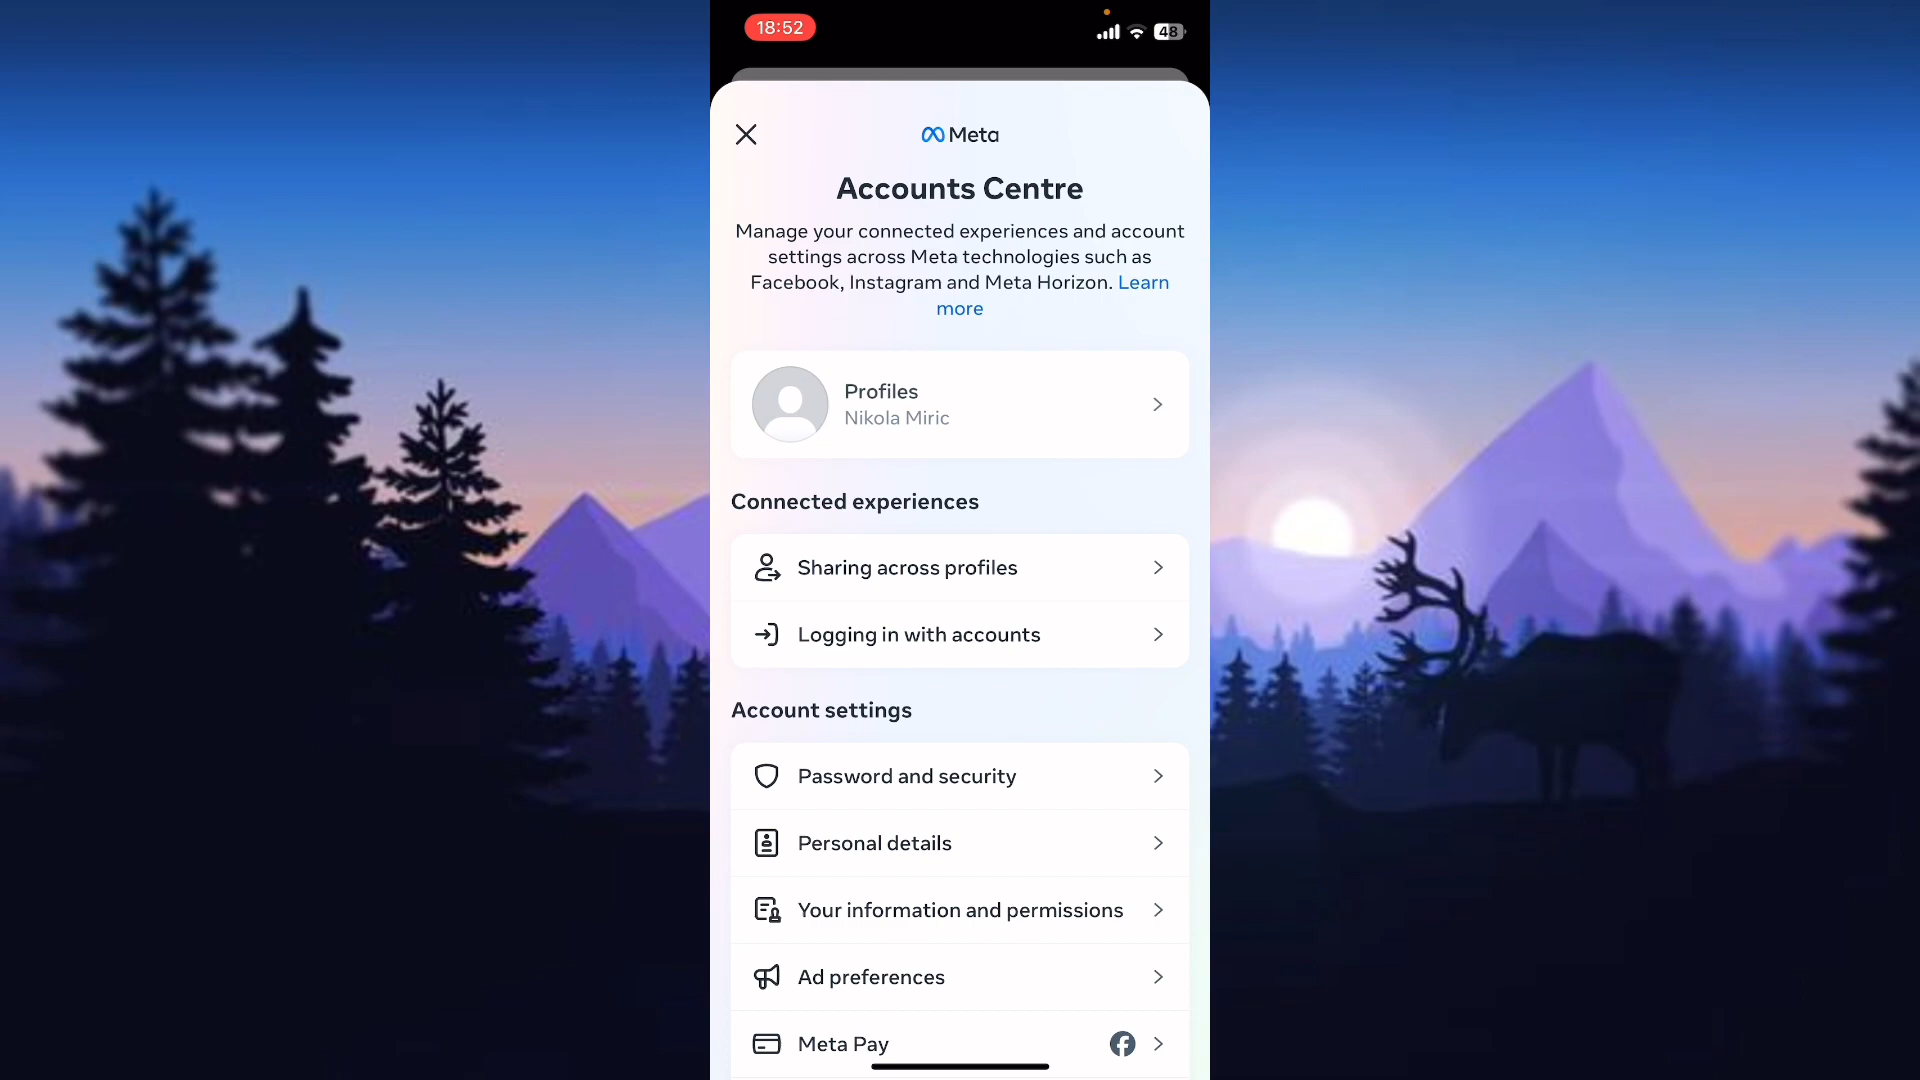 18:52
48
Meta
Accounts Centre
Manage your connected experiences and account
settings across Meta technologies such as
Facebook, Instagram and Meta Horizon. Learn
more
Profiles
Nikola Miric
Connected experiences
Sharing across profiles
Logging in with accounts
Account settings
Password and security
Personal details
Your information and permissions
Ad preferences
Meta Pay